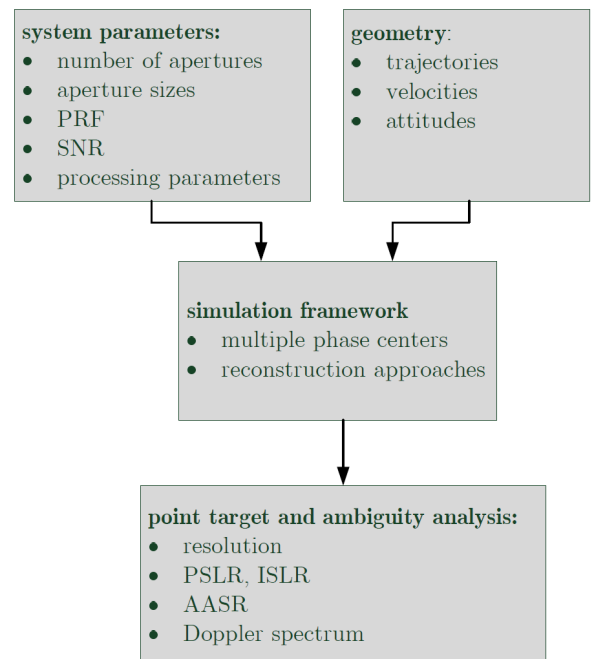 system parameters:
• number of apertures
• aperture sizes
• PRF
• SNR
• processing parameters
geometry:
• trajectories
• velocities
• attitudes
simulation framework
• multiple phase centers
• reconstruction approaches
point target and ambiguity analysis:
• resolution
• PSLR, ISLR
• AASR
• Doppler spectrum